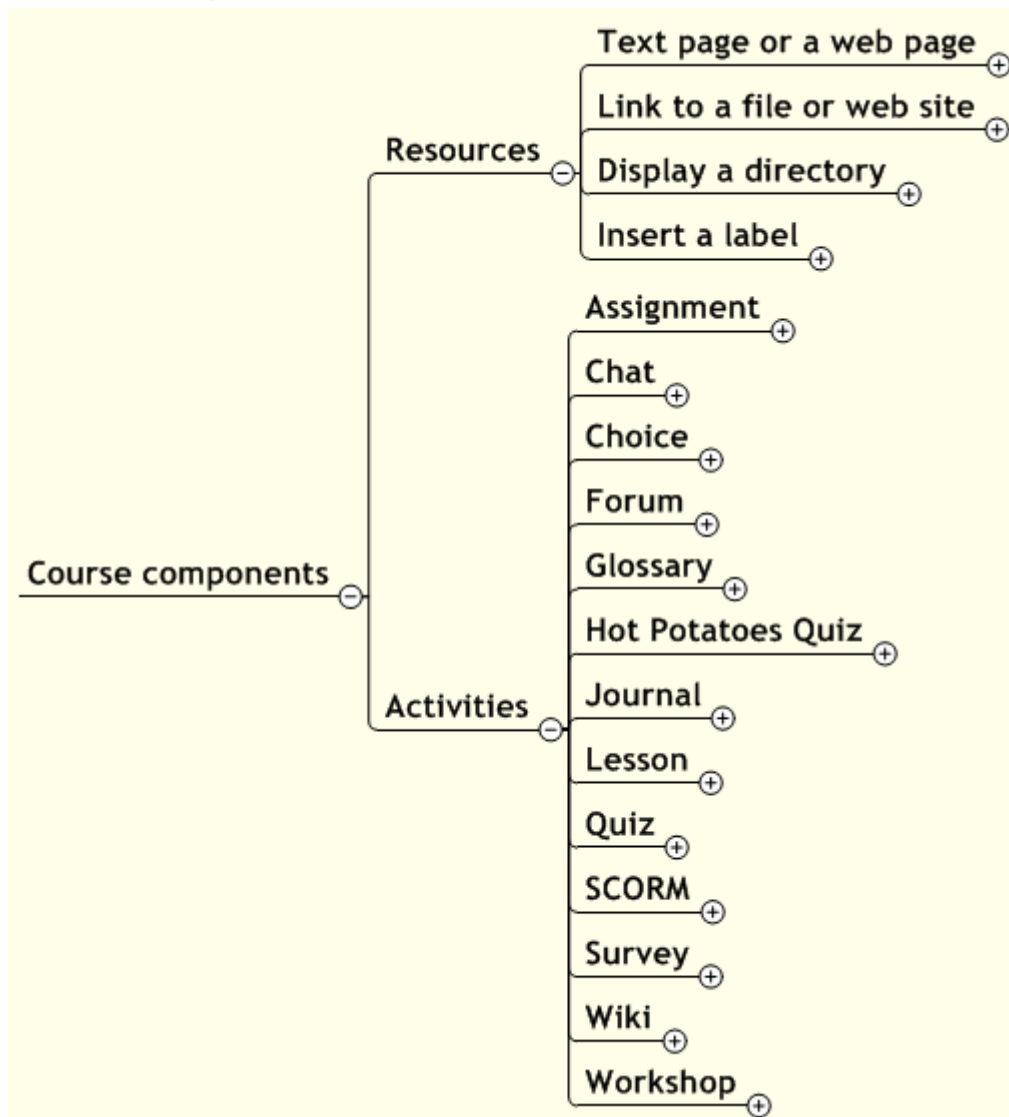 Course components
Resources
Text page or a web page
Link to a file or web site
Display a directory
Insert a label
Activities
Assignment
Chat
Choice
Forum
Glossary
Hot Potatoes Quiz
Journal
Lesson
Quiz
SCORM
Survey
Wiki
Workshop